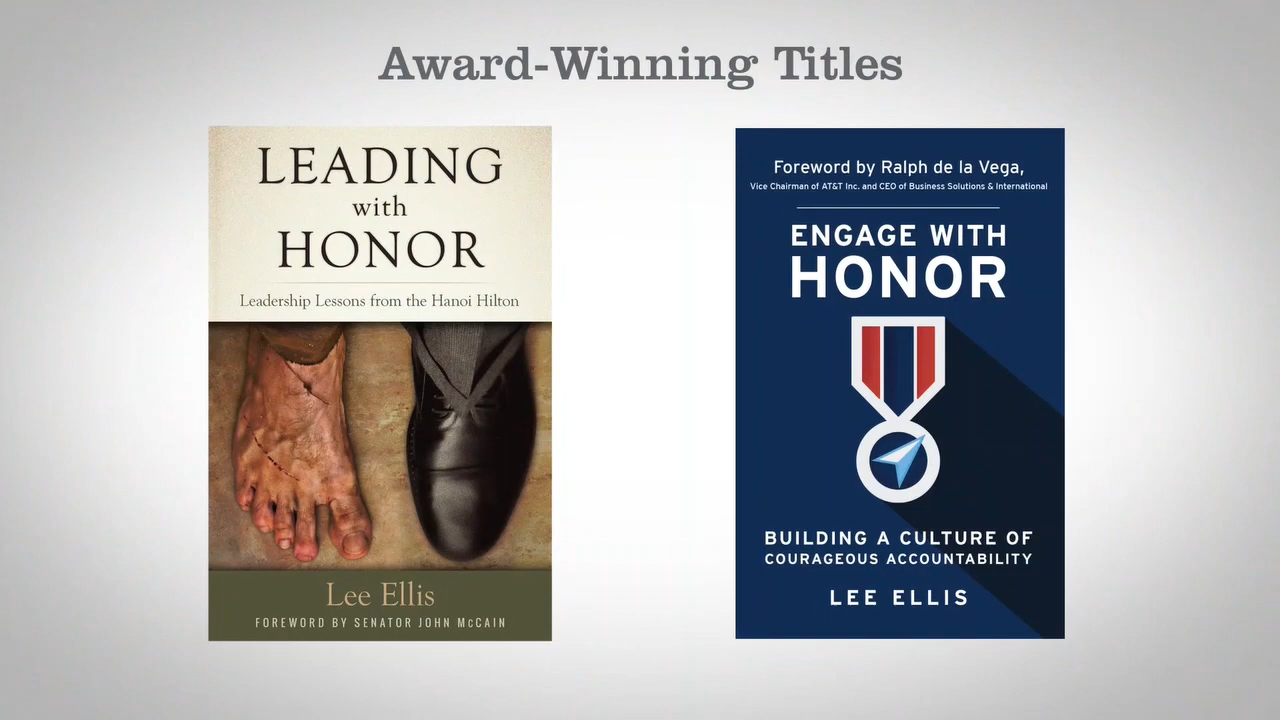 Award-Winning Titles
LEADING
with
HONOR
Leadership Lessons from the Hanoi Hilton
Lee Ellis
FOREWORD BY SENATOR JOHN McCAIN
Foreword by Ralph de la Vega,
Vice Chairman of AT&T Inc. and CEO of Business Solutions & International
ENGAGE WITH
HONOR
BUILDING A CULTURE OF
COURAGEOUS ACCOUNTABILITY
LEE ELLIS